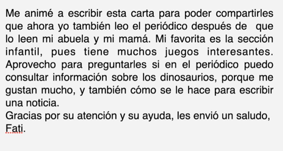 Me animé a escribir esta carta para poder compartirles
que ahora yo también leo el periódico después de que
lo leen mi abuela y mi mamá. Mi favorita es la sección
infantil, pues tiene muchos juegos interesantes.
Aprovecho para preguntarles si en el periódico puedo
consultar información sobre los dinosaurios, porque me
gustan mucho, y también cómo se le hace para escribir
una noticia.
Gracias por su atención y su ayuda, les envió un saludo,
Fati.